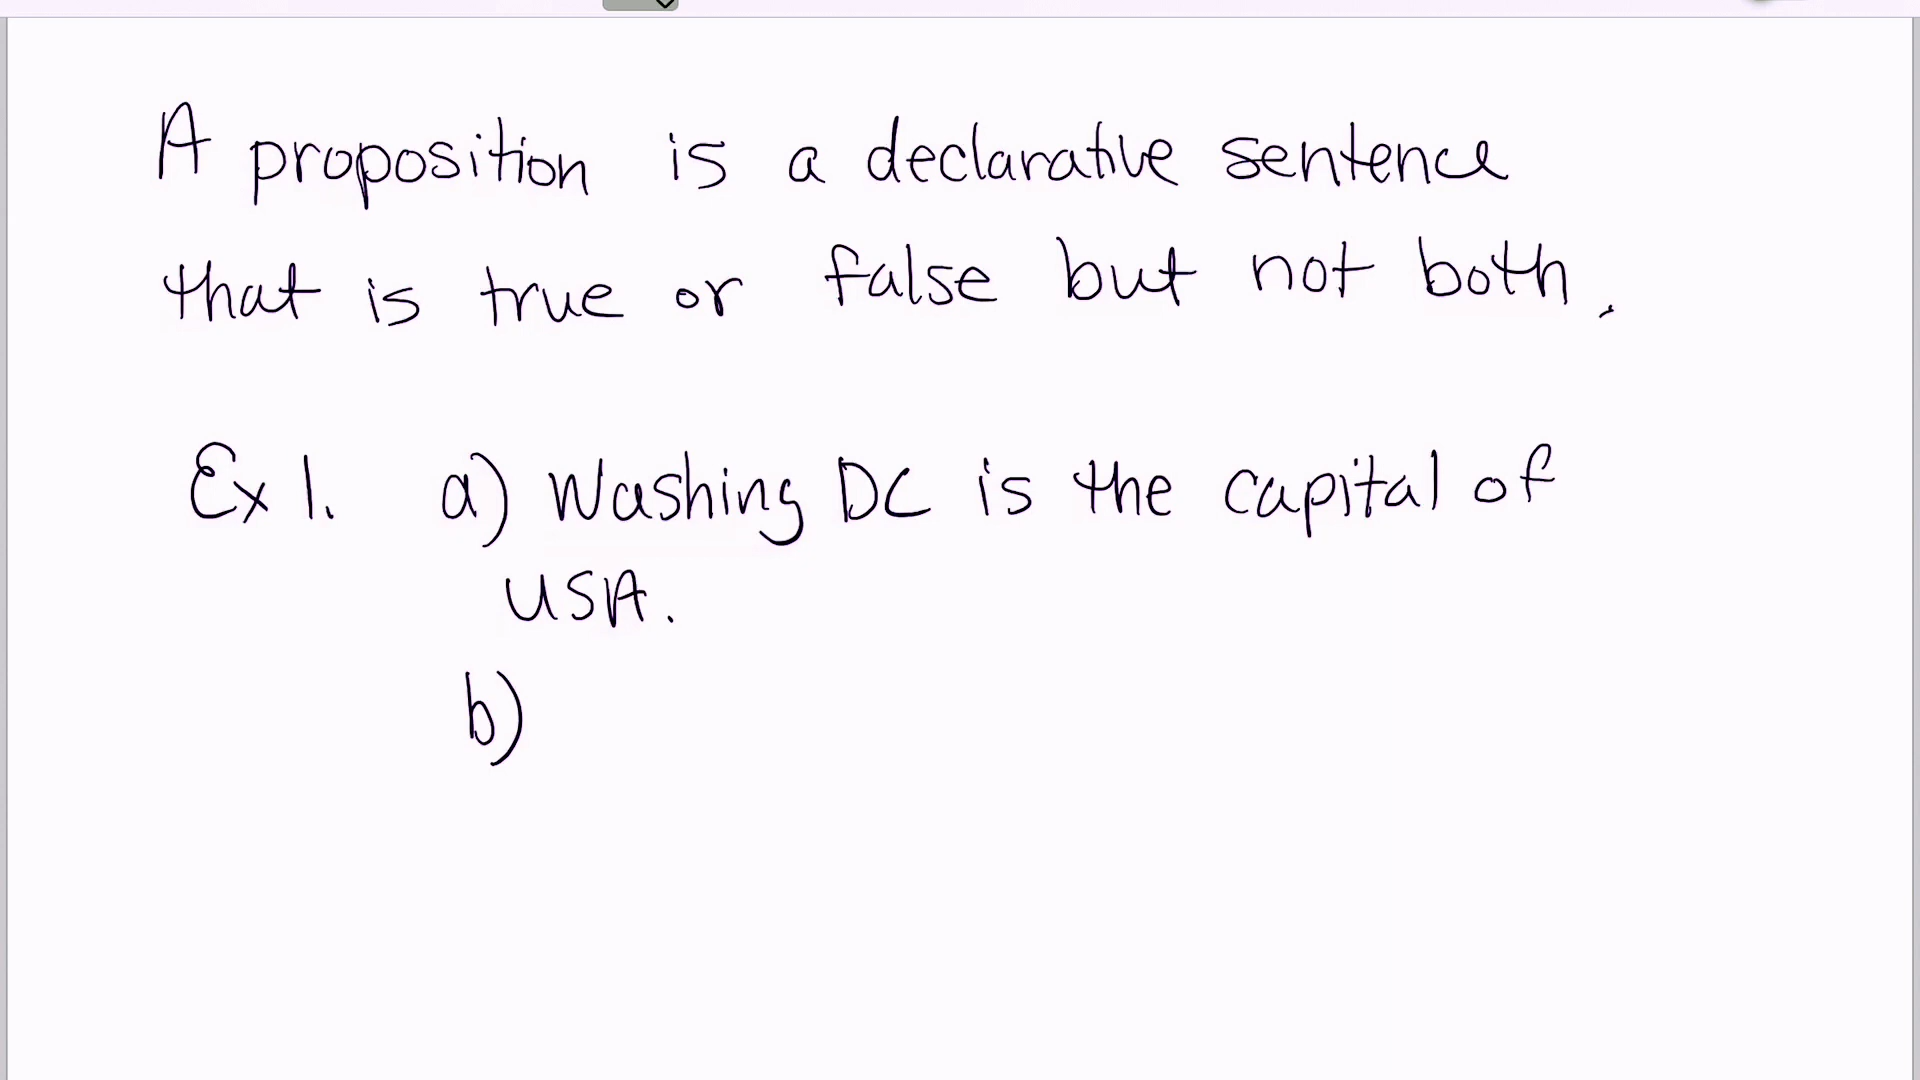 A proposition is a declarative sentence
that is true or false but not both.
Ex 1. a) Washing DC is the capital of
USA.
b)